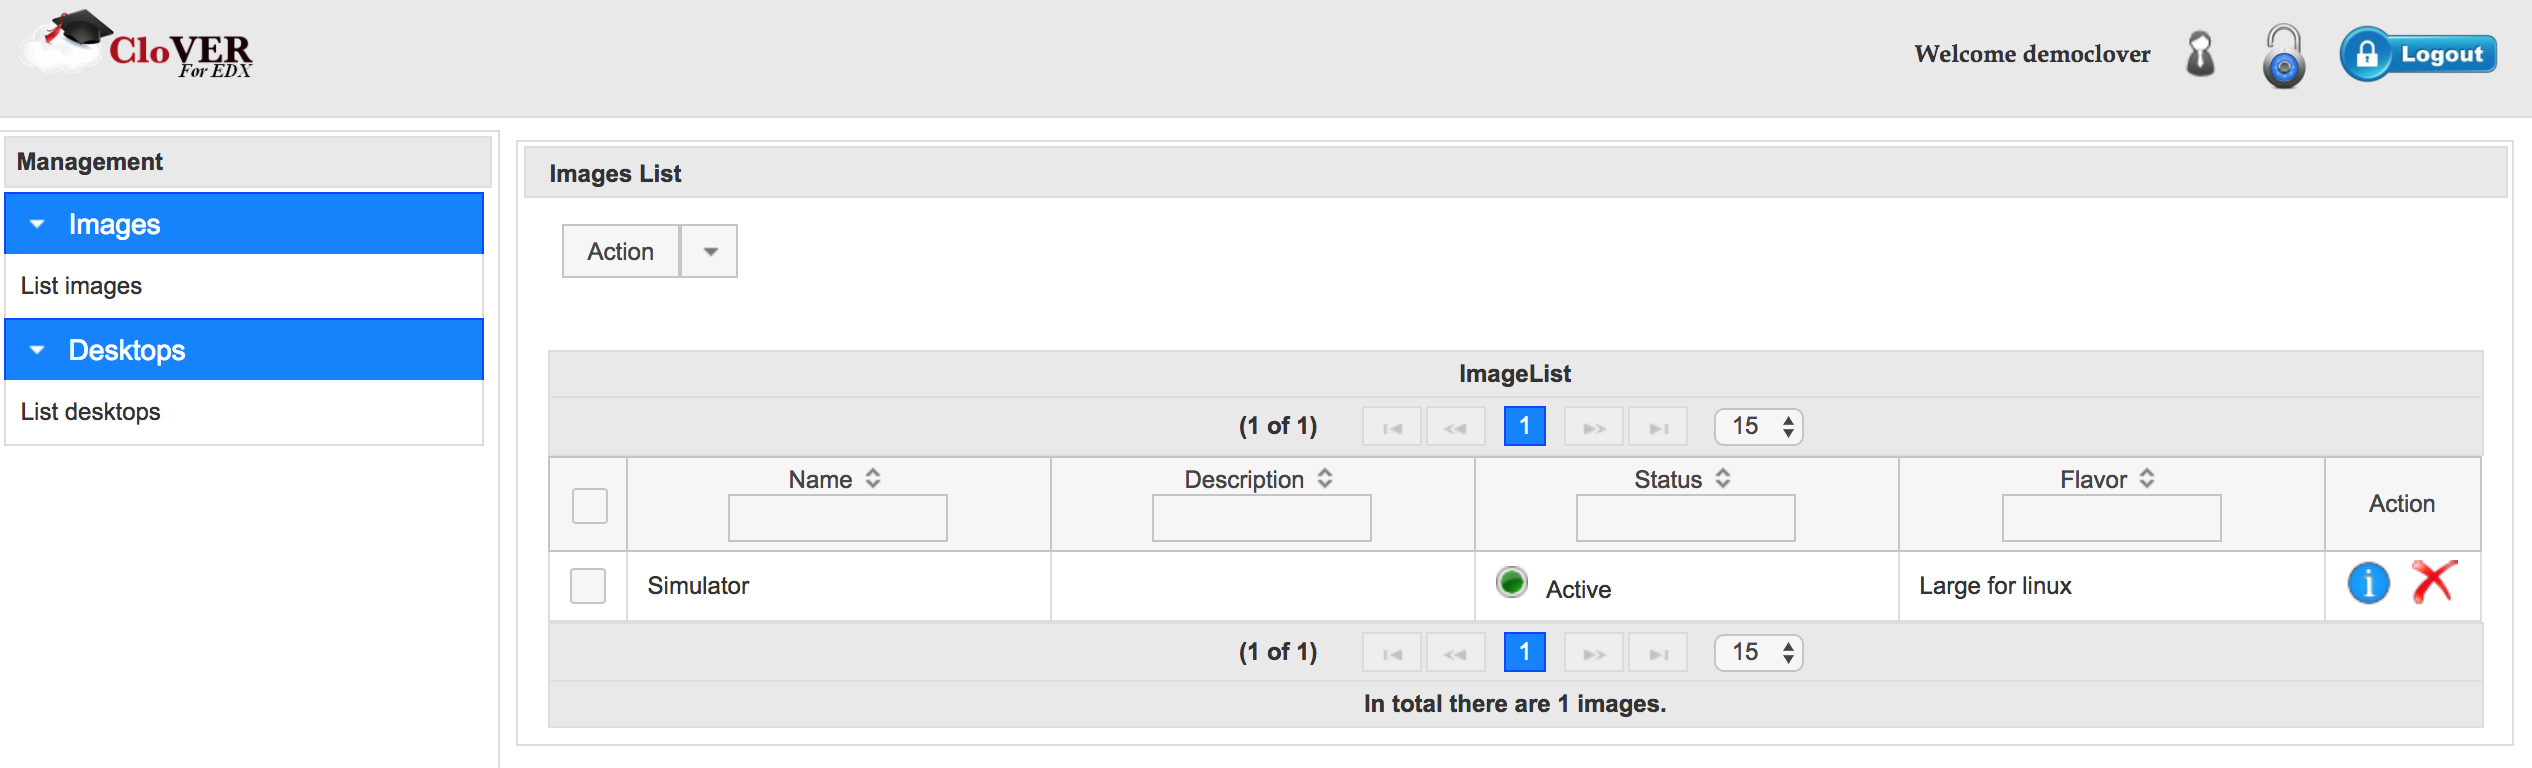 CloVER
For EDX
Welcome democlover
Logout
Management
Images
List images
Desktops
List desktops
Images List
Action
ImageList
(1 of 1) 1 15
Name Description Status Flavor Action
Simulator Active Large for linux
(1 of 1) 1 15
In total there are 1 images.